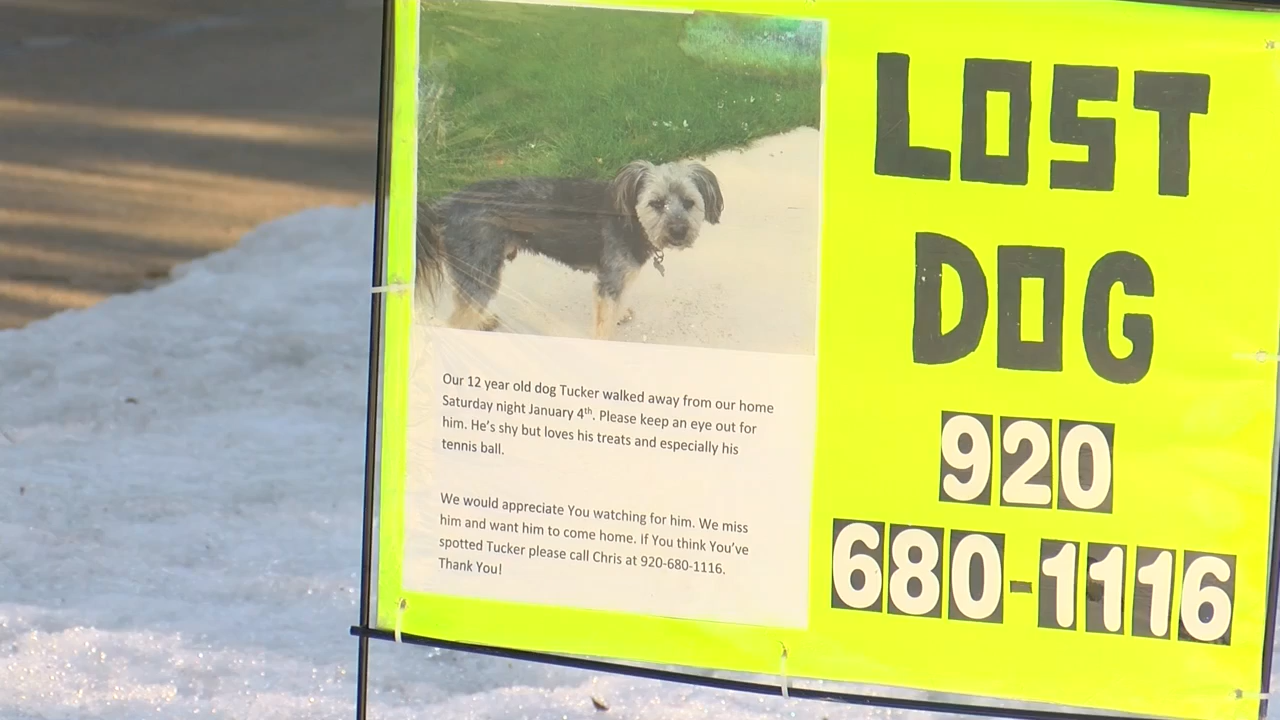 Our 12 year old dog Tucker walked away from our home
Saturday night January 4th. Please keep an eye out for
him. He's shy but loves his treats and especially his
tennis ball.
We would appreciate You watching for him. We miss
him and want him to come home. If You think You've
spotted Tucker please call Chris at 920-680-1116.
Thank You!
LOST
DOG
920
680-1116